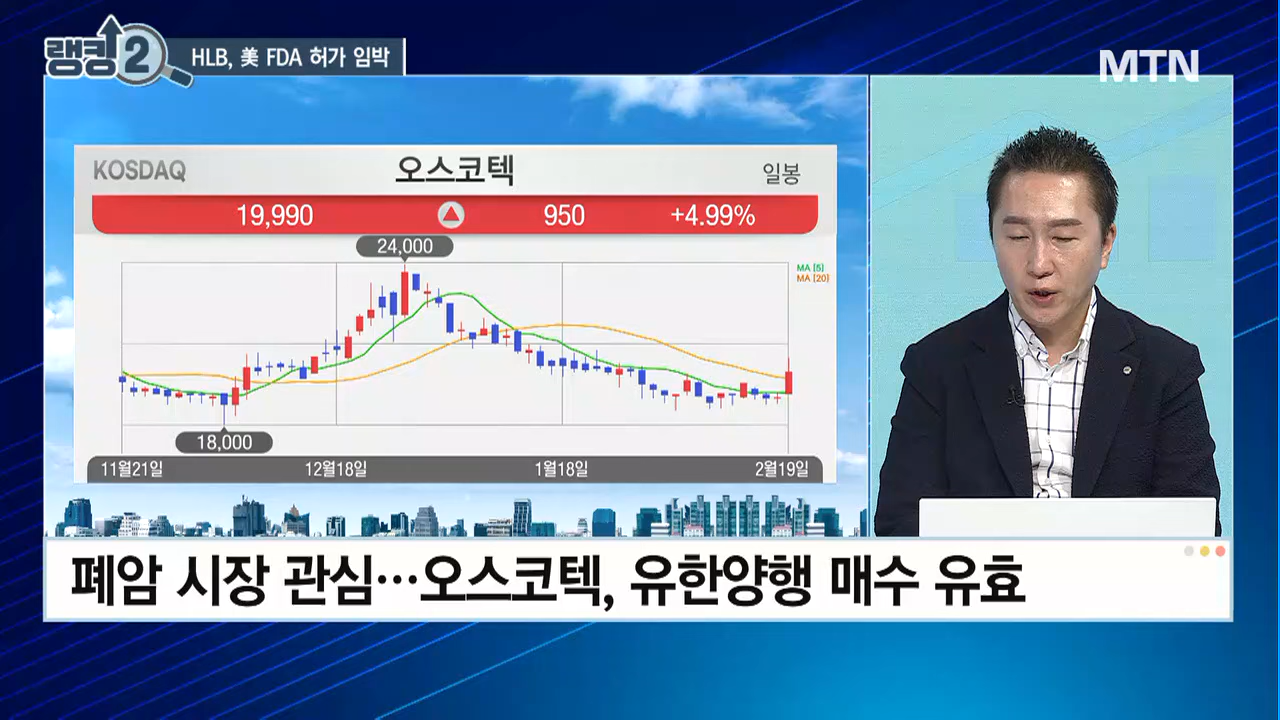 랭킹 2
HLB, 美 FDA 허가 임박
MTN
KOSDAQ
오스코텍
일봉
19,990 ▲ 950 +4.99%
24,000
MA [5]
MA [20]
18,000
11월21일 12월18일 1월18일 2월19일
폐암 시장 관심…오스코텍, 유한양행 매수 유효